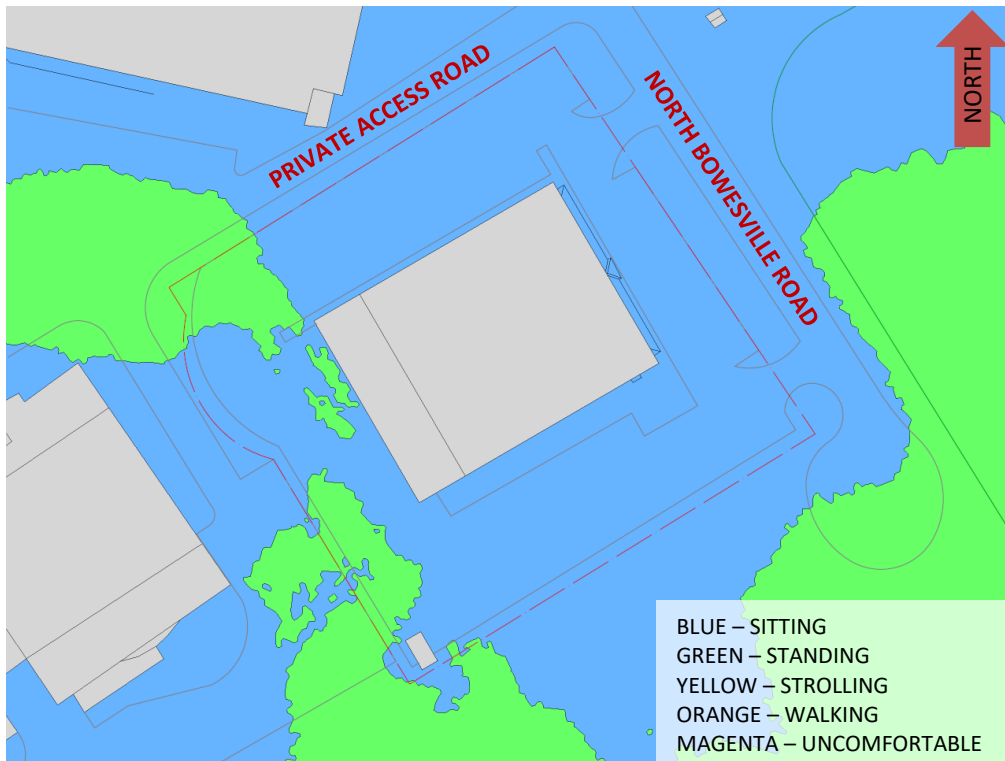 PRIVATE ACCESS ROAD
NORTH BOWESVILLE ROAD
NORTH
BLUE – SITTING
GREEN – STANDING
YELLOW – STROLLING
ORANGE – WALKING
MAGENTA – UNCOMFORTABLE